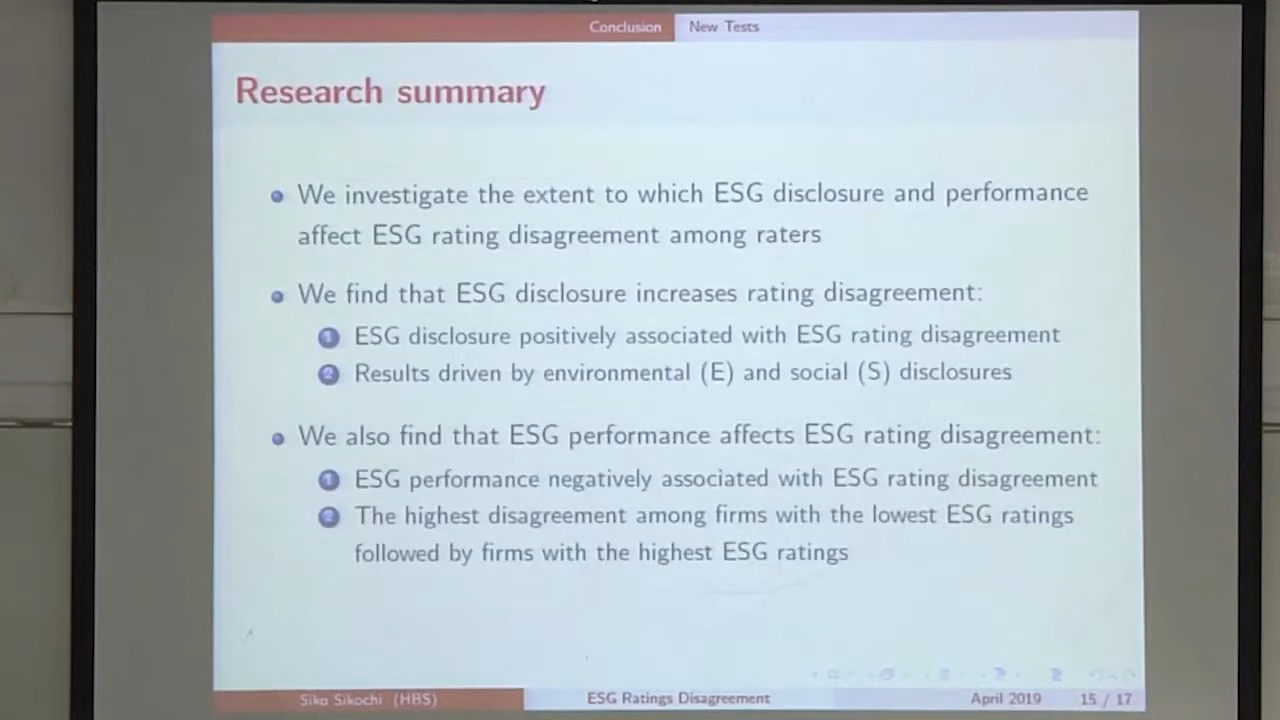 Conclusion New Tests
Research summary
We investigate the extent to which ESG disclosure and performance
affect ESG rating disagreement among raters
We find that ESG disclosure increases rating disagreement:
1 ESG disclosure positively associated with ESG rating disagreement
2 Results driven by environmental (E) and social (S) disclosures
We also find that ESG performance affects ESG rating disagreement:
1 ESG performance negatively associated with ESG rating disagreement
2 The highest disagreement among firms with the lowest ESG ratings
followed by firms with the highest ESG ratings
Siko Sikochi (HBS) ESG Ratings Disagreement April 2019 15 / 17